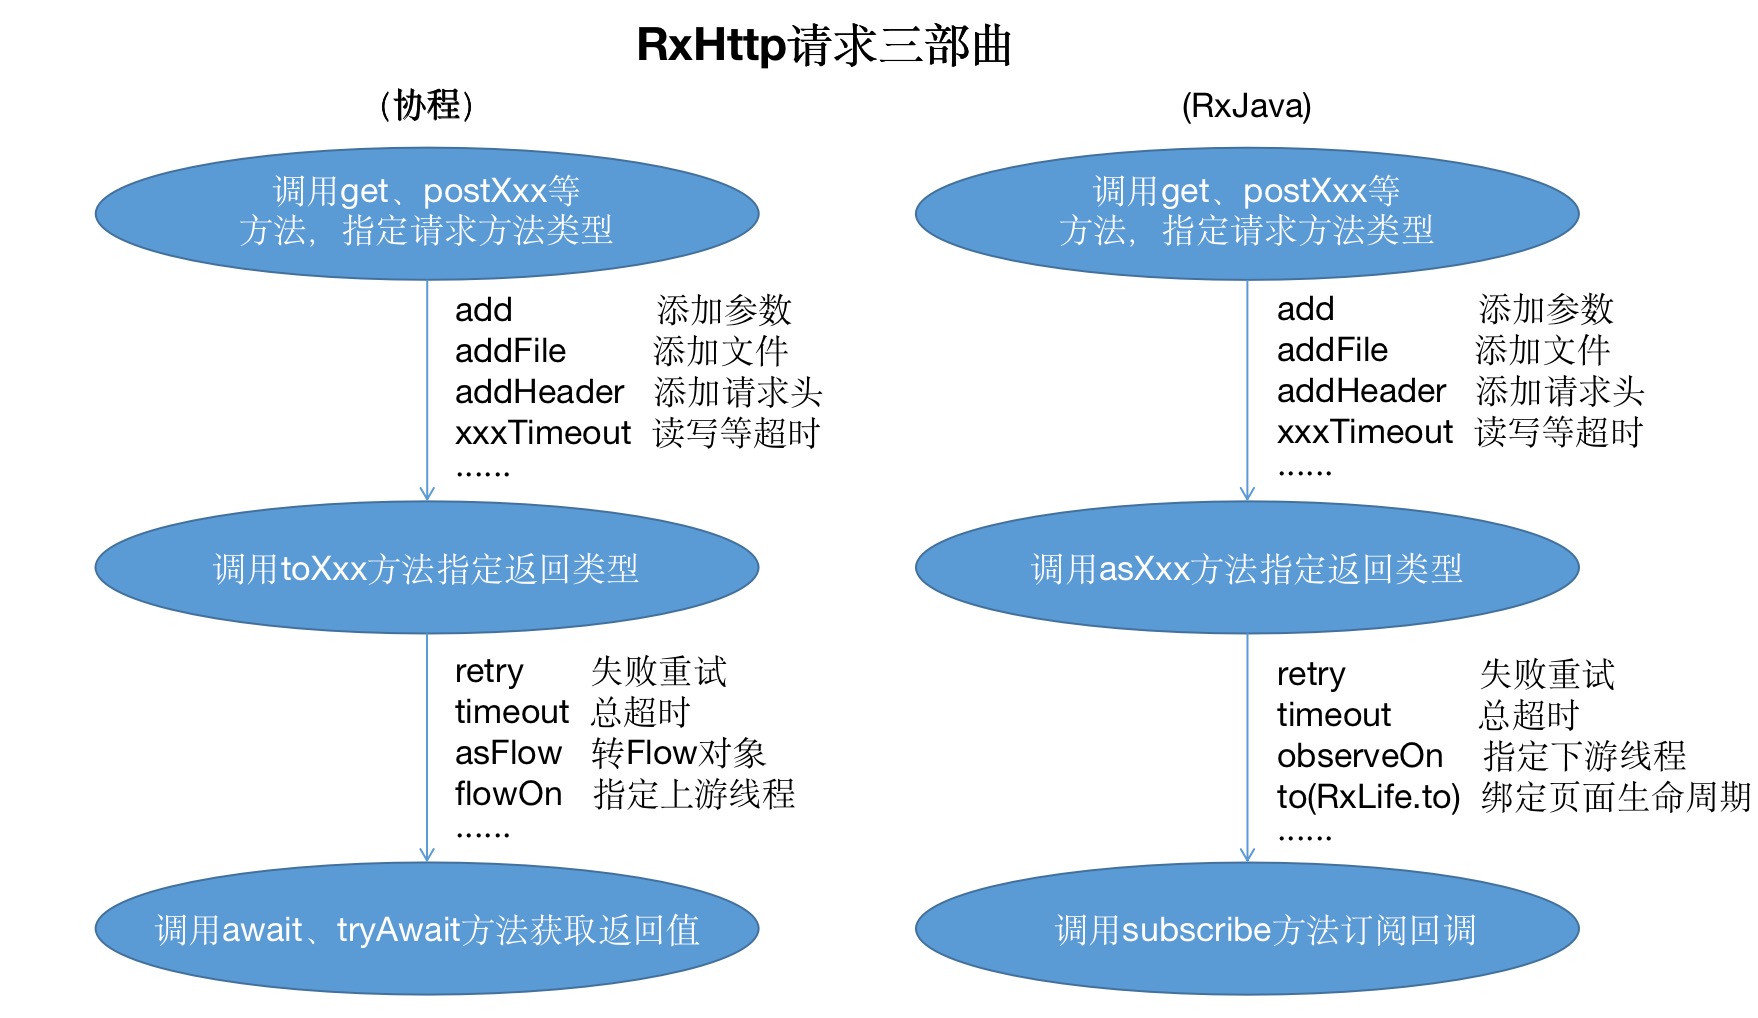 RxHttp请求三部曲
（协程）
调用get、postXxx等
方法，指定请求方法类型
add 添加参数
addFile 添加文件
addHeader 添加请求头
xxxTimeout 读写等超时
……
调用toXxx方法指定返回类型
retry 失败重试
timeout 总超时
asFlow 转Flow对象
flowOn 指定上游线程
……
调用await、tryAwait方法获取返回值
(RxJava)
调用get、postXxx等
方法，指定请求方法类型
add 添加参数
addFile 添加文件
addHeader 添加请求头
xxxTimeout 读写等超时
……
调用asXxx方法指定返回类型
retry 失败重试
timeout 总超时
observeOn 指定下游线程
to(RxLife.to) 绑定页面生命周期
……
调用subscribe方法订阅回调